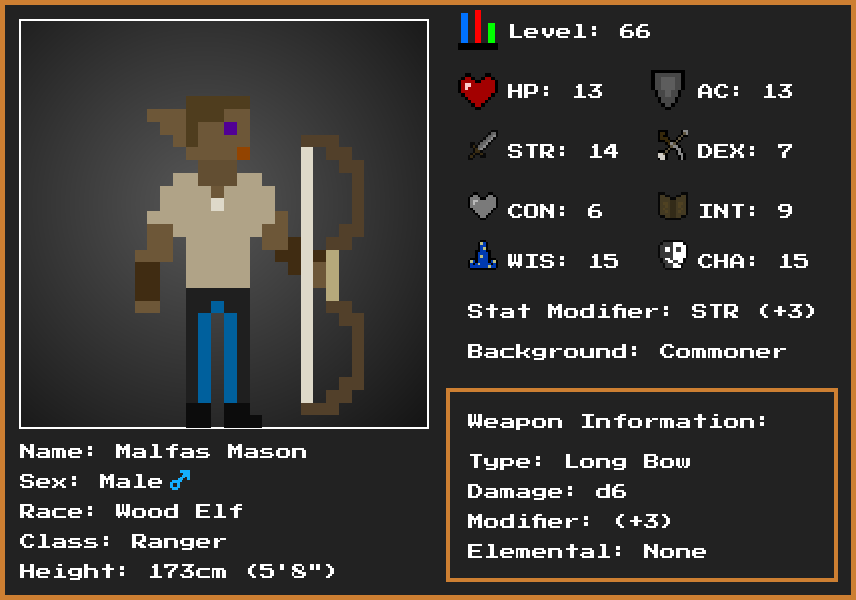 Level: 66
HP: 13
AC: 13
STR: 14
DEX: 7
CON: 6
INT: 9
WIS: 15
CHA: 15
Stat Modifier: STR (+3)
Background: Commoner
Weapon Information:
Type: Long Bow
Damage: d6
Modifier: (+3)
Elemental: None
Name: Malfas Mason
Sex: Male ♂
Race: Wood Elf
Class: Ranger
Height: 173cm (5'8")